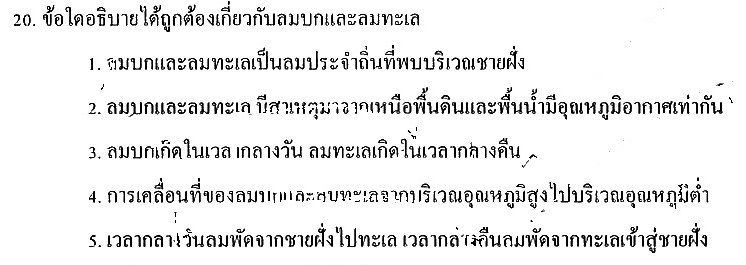 20. ข้อใดอธิบายได้ถูกต้องเกี่ยวกับลมบกและลมทะเล
1. ลมบกและลมทะเลเป็นลมประจำถิ่นที่พบบริเวณชายฝั่ง
2. ลมบกและลมทะเล มีสาเหตุมาจากเหนือพื้นดินและพื้นน้ำมีอุณหภูมิอากาศเท่ากัน
3. ลมบกเกิดในเวลากลางวัน ลมทะเลเกิดในเวลากลางคืน
4. การเคลื่อนที่ของลมบกและลมทะเลจากบริเวณอุณหภูมิสูงไปบริเวณอุณหภูมิต่ำ
5. เวลากลางวันลมพัดจากชายฝั่งไปทะเล เวลากลางคืนลมพัดจากทะเลเข้าสู่ชายฝั่ง